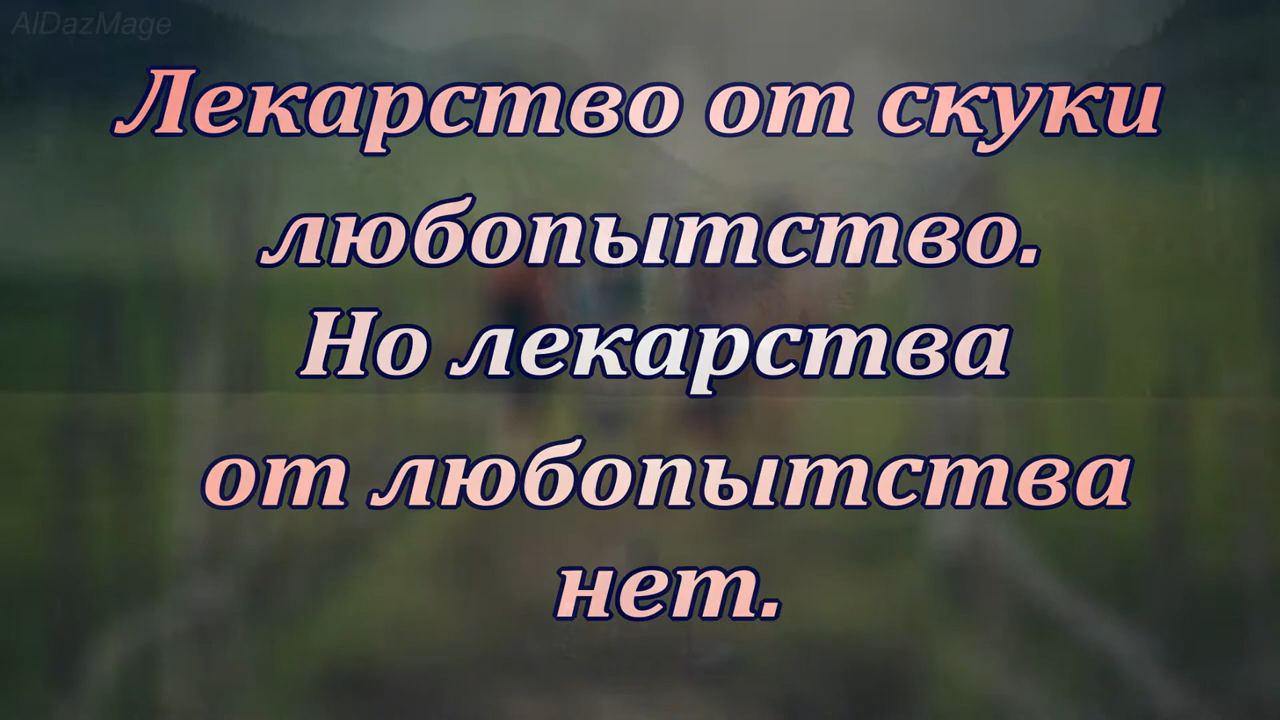 AlDazMage
Лекарство от скуки
любопытство.
Но лекарства
от любопытства
нет.